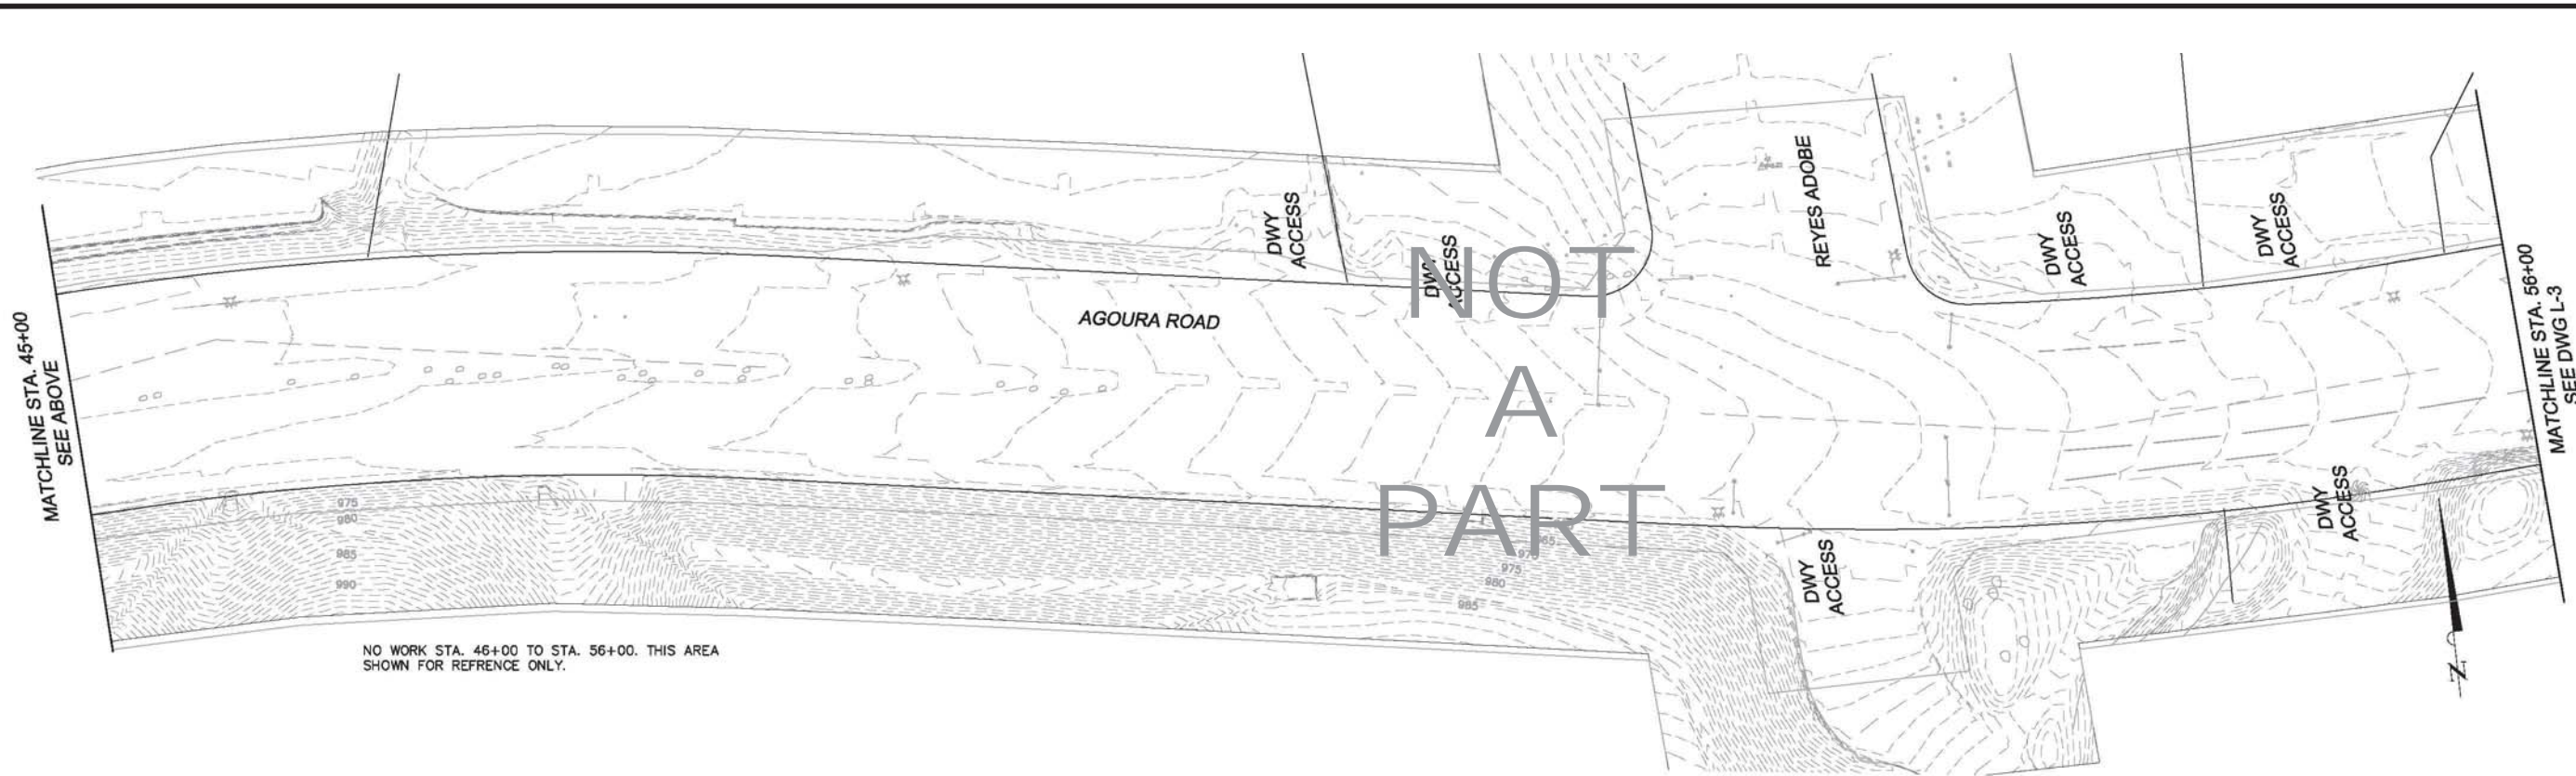 MATCHLINE STA. 45+00
SEE ABOVE
AGOURA ROAD
DWY
ACCESS
DWY
ACCESS
NOT
A
PART
REYES ADOBE
DWY
ACCESS
DWY
ACCESS
MATCHLINE STA. 56+00
SEE DWG L-3
975
980
985
990
965
970
975
980
985
DWY
ACCESS
DWY
ACCESS
NO WORK STA. 46+00 TO STA. 56+00. THIS AREA
SHOWN FOR REFRENCE ONLY.
Z